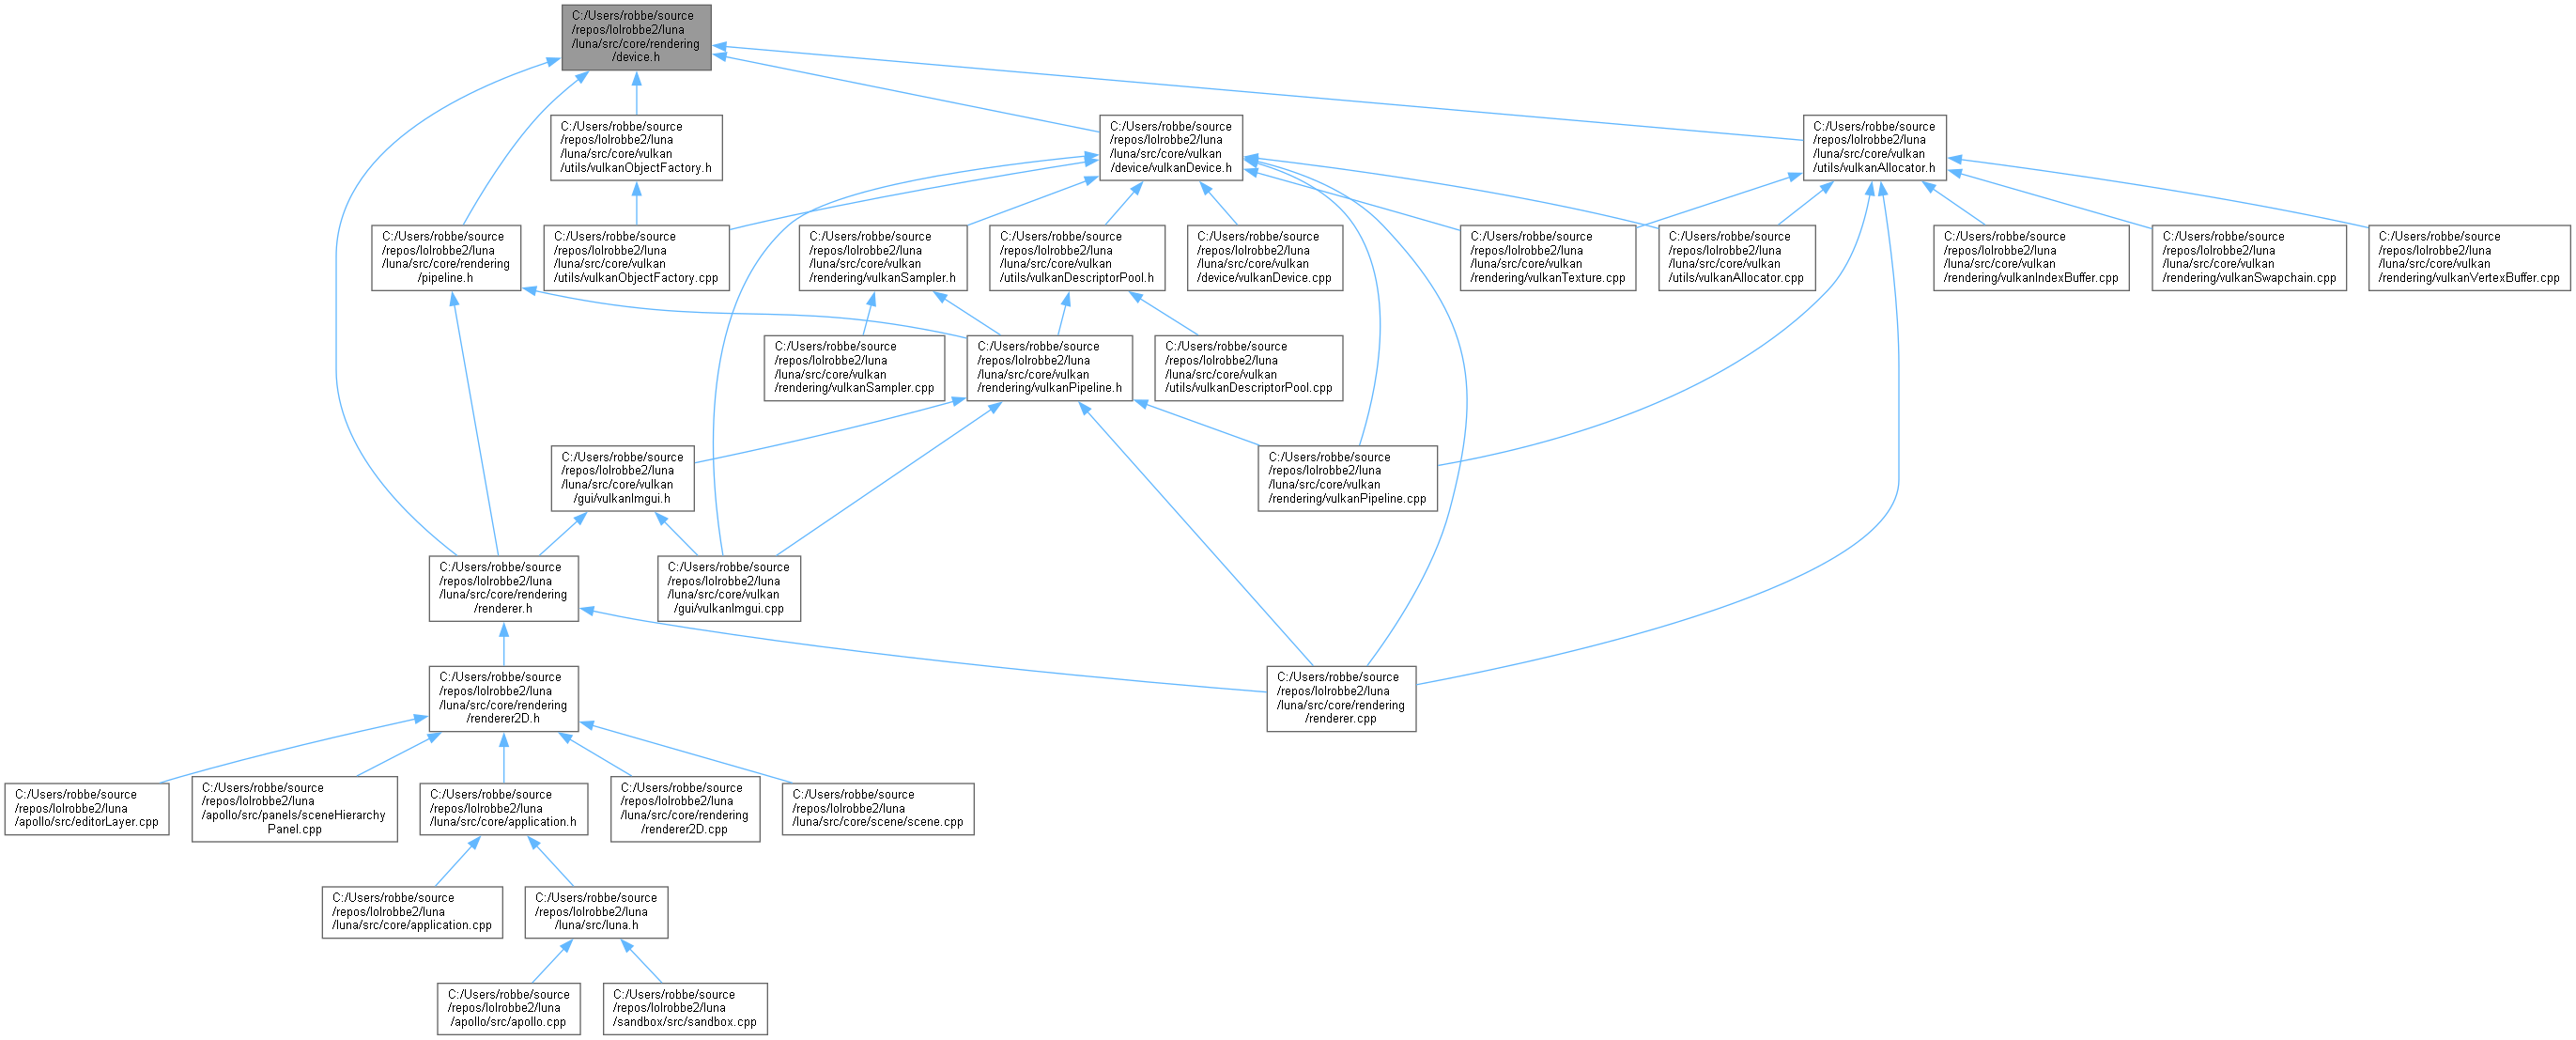 C:/Users/robbe/source
/repos/lolrobbe2/luna
/luna/src/core/rendering
/device.h
C:/Users/robbe/source
/repos/lolrobbe2/luna
/luna/src/core/vulkan
/utils/vulkanObjectFactory.h
C:/Users/robbe/source
/repos/lolrobbe2/luna
/luna/src/core/vulkan
/device/vulkanDevice.h
C:/Users/robbe/source
/repos/lolrobbe2/luna
/luna/src/core/vulkan
/utils/vulkanAllocator.h
C:/Users/robbe/source
/repos/lolrobbe2/luna
/luna/src/core/rendering
/pipeline.h
C:/Users/robbe/source
/repos/lolrobbe2/luna
/luna/src/core/vulkan
/utils/vulkanObjectFactory.cpp
C:/Users/robbe/source
/repos/lolrobbe2/luna
/luna/src/core/vulkan
/rendering/vulkanSampler.h
C:/Users/robbe/source
/repos/lolrobbe2/luna
/luna/src/core/vulkan
/utils/vulkanDescriptorPool.h
C:/Users/robbe/source
/repos/lolrobbe2/luna
/luna/src/core/vulkan
/device/vulkanDevice.cpp
C:/Users/robbe/source
/repos/lolrobbe2/luna
/luna/src/core/vulkan
/rendering/vulkanTexture.cpp
C:/Users/robbe/source
/repos/lolrobbe2/luna
/luna/src/core/vulkan
/utils/vulkanAllocator.cpp
C:/Users/robbe/source
/repos/lolrobbe2/luna
/luna/src/core/vulkan
/rendering/vulkanIndexBuffer.cpp
C:/Users/robbe/source
/repos/lolrobbe2/luna
/luna/src/core/vulkan
/rendering/vulkanSwapchain.cpp
C:/Users/robbe/source
/repos/lolrobbe2/luna
/luna/src/core/vulkan
/rendering/vulkanVertexBuffer.cpp
C:/Users/robbe/source
/repos/lolrobbe2/luna
/luna/src/core/vulkan
/rendering/vulkanSampler.cpp
C:/Users/robbe/source
/repos/lolrobbe2/luna
/luna/src/core/vulkan
/rendering/vulkanPipeline.h
C:/Users/robbe/source
/repos/lolrobbe2/luna
/luna/src/core/vulkan
/utils/vulkanDescriptorPool.cpp
C:/Users/robbe/source
/repos/lolrobbe2/luna
/luna/src/core/vulkan
/gui/vulkanImgui.h
C:/Users/robbe/source
/repos/lolrobbe2/luna
/luna/src/core/vulkan
/rendering/vulkanPipeline.cpp
C:/Users/robbe/source
/repos/lolrobbe2/luna
/luna/src/core/rendering
/renderer.h
C:/Users/robbe/source
/repos/lolrobbe2/luna
/luna/src/core/vulkan
/gui/vulkanImgui.cpp
C:/Users/robbe/source
/repos/lolrobbe2/luna
/luna/src/core/rendering
/renderer2D.h
C:/Users/robbe/source
/repos/lolrobbe2/luna
/luna/src/core/rendering
/renderer.cpp
C:/Users/robbe/source
/repos/lolrobbe2/luna
/apollo/src/editorLayer.cpp
C:/Users/robbe/source
/repos/lolrobbe2/luna
/apollo/src/panels/sceneHierarchy
Panel.cpp
C:/Users/robbe/source
/repos/lolrobbe2/luna
/luna/src/core/application.h
C:/Users/robbe/source
/repos/lolrobbe2/luna
/luna/src/core/rendering
/renderer2D.cpp
C:/Users/robbe/source
/repos/lolrobbe2/luna
/luna/src/core/scene/scene.cpp
C:/Users/robbe/source
/repos/lolrobbe2/luna
/luna/src/core/application.cpp
C:/Users/robbe/source
/repos/lolrobbe2/luna
/luna/src/luna.h
C:/Users/robbe/source
/repos/lolrobbe2/luna
/apollo/src/apollo.cpp
C:/Users/robbe/source
/repos/lolrobbe2/luna
/sandbox/src/sandbox.cpp